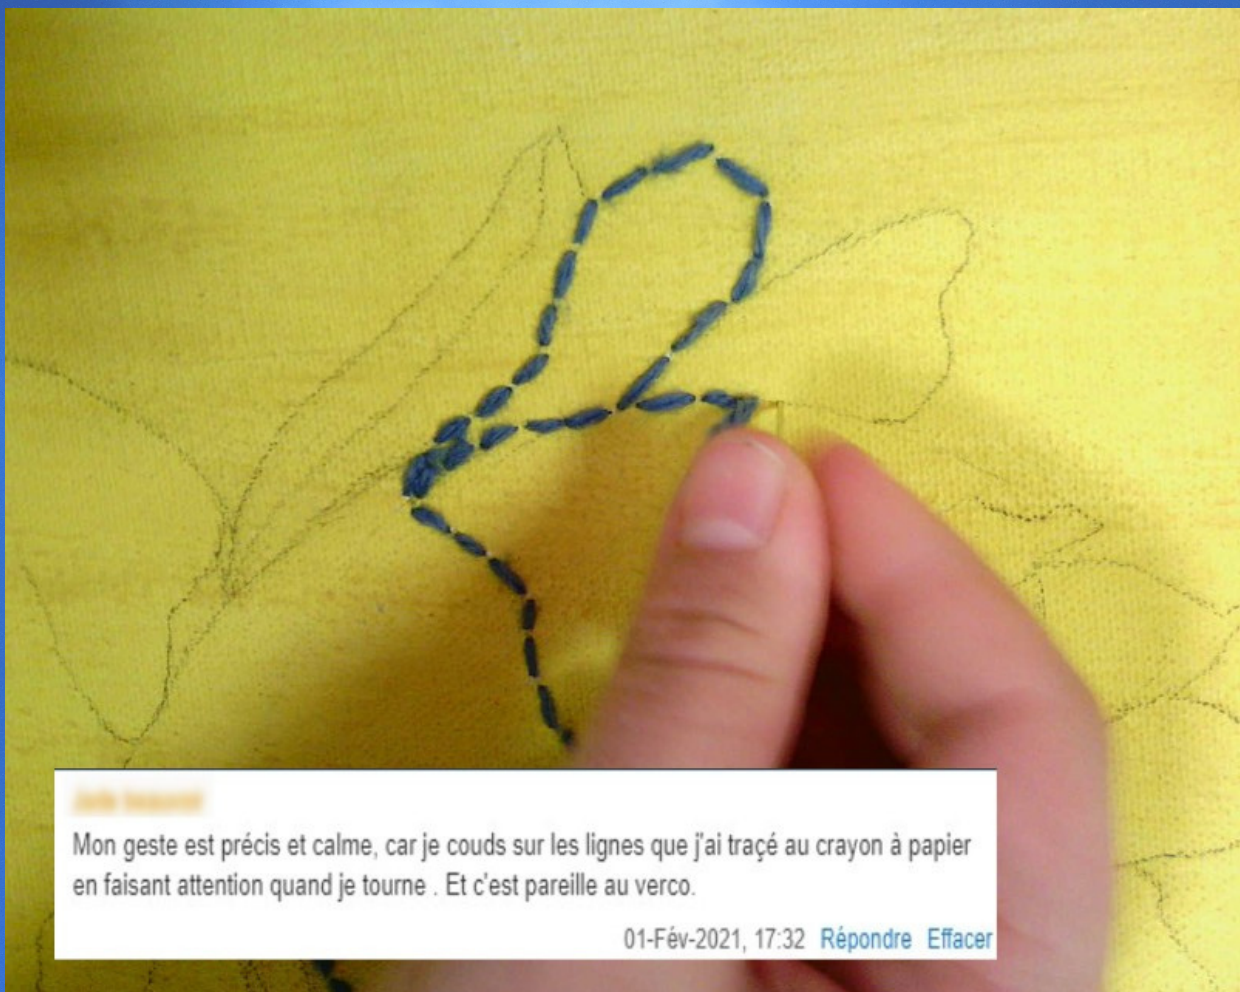 Mon geste est précis et calme, car je couds sur les lignes que j'ai traçé au crayon à papier
en faisant attention quand je tourne . Et c'est pareille au verco.
01-Fév-2021, 17:32 Répondre Effacer